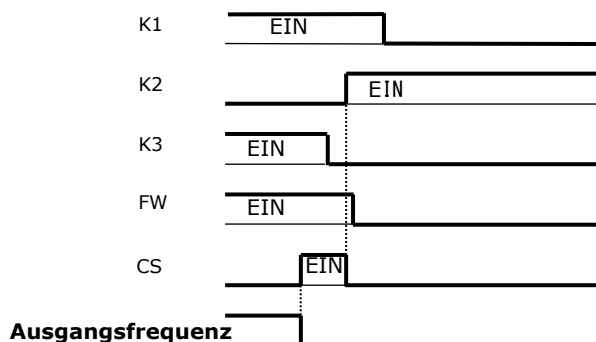 K1 EIN
K2 EIN
K3 EIN
FW EIN
CS EIN
Ausgangsfrequenz